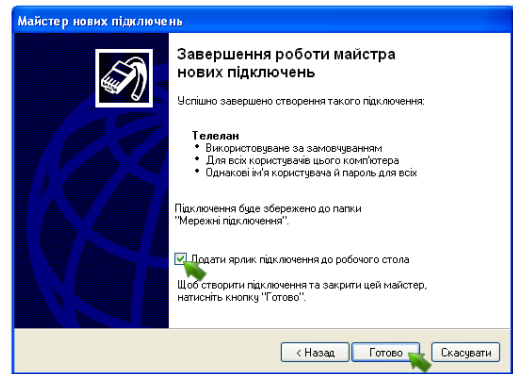 Майстер нових підключень
Завершення роботи майстра
нових підключень
Успішно завершено створення такого підключення:
Телелан
• Використовуване за замовчуванням
• Для всіх користувачів цього комп'ютера
• Однакові ім'я користувача й пароль для всіх
Підключення буде збережено до папки
"Мережні підключення".
Додати ярлик підключення до робочого стола
Щоб створити підключення та закрити цей майстер,
натисніть кнопку "Готово".
< Назад Готово Скасувати